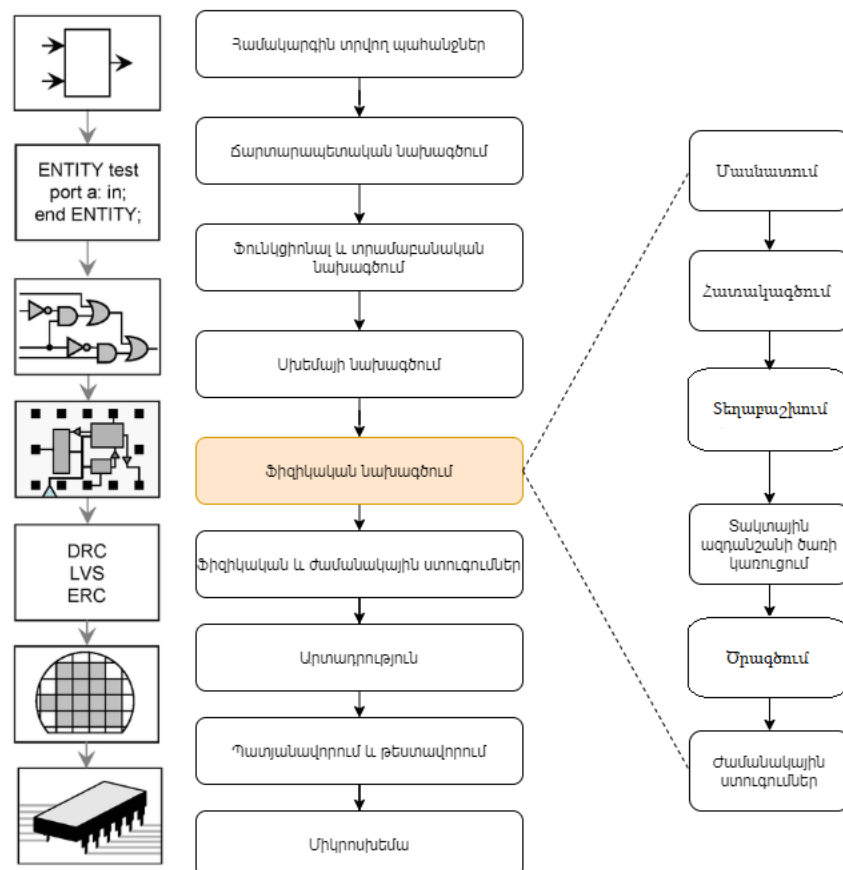 ENTITY test
port a: in;
end ENTITY;
DRC
LVS
ERC
Համակարգին տրվող պահանջներ
Ճարտարապետական նախագծում
Ֆունկցիոնալ և տրամաբանական
նախագծում
Սխեմայի նախագծում
Ֆիզիկական նախագծում
Ֆիզիկական և ժամանակային ստուգումներ
Արտադրություն
Պատյանավորում և թեստավորում
Միկրոսխեմա
Մասնատում
Հատակագծում
Տեղաբաշխում
Տակտային
ազդանշանի ծառի
կառուցում
Ծրագծում
Ժամանակային
ստուգումներ